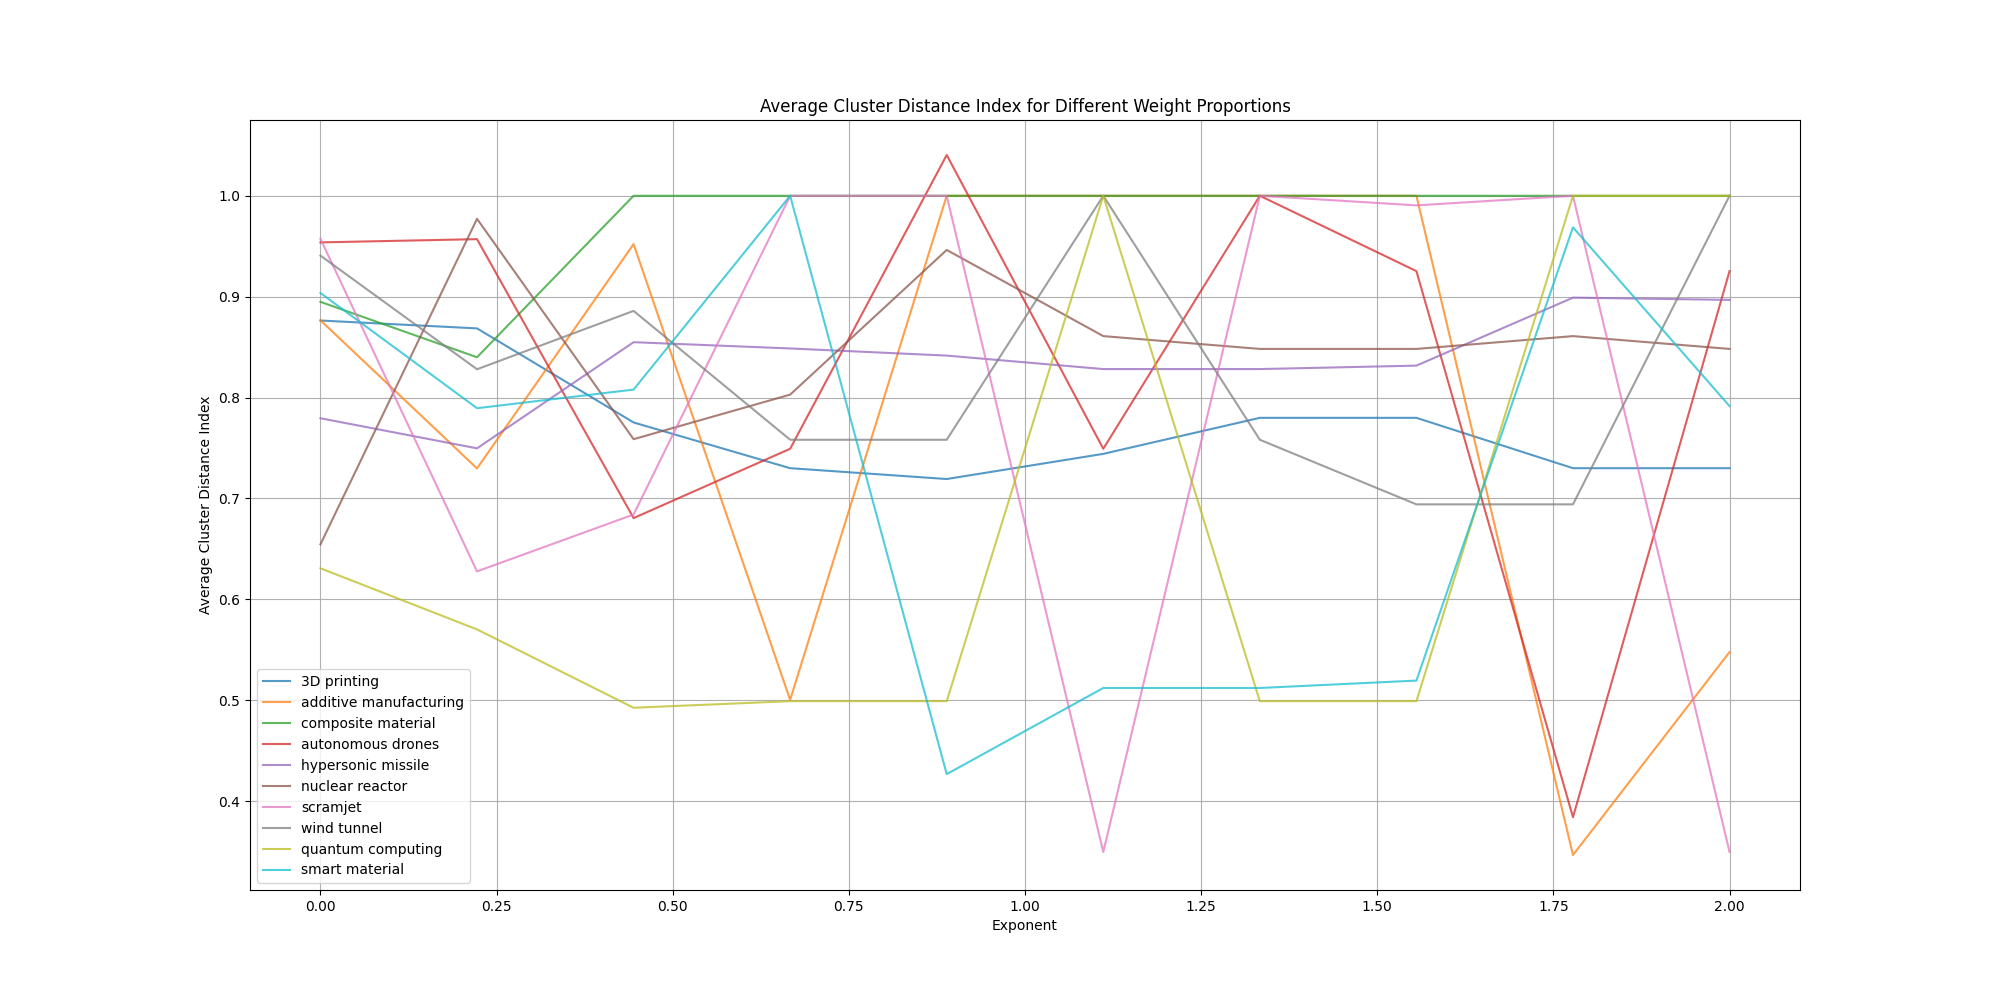 Average Cluster Distance Index for Different Weight Proportions
Average Cluster Distance Index
1.0
0.9
0.8
0.7
0.6
0.5
0.4
3D printing
additive manufacturing
composite material
autonomous drones
hypersonic missile
nuclear reactor
scramjet
wind tunnel
quantum computing
smart material
0.00 0.25 0.50 0.75 1.00 1.25 1.50 1.75 2.00
Exponent